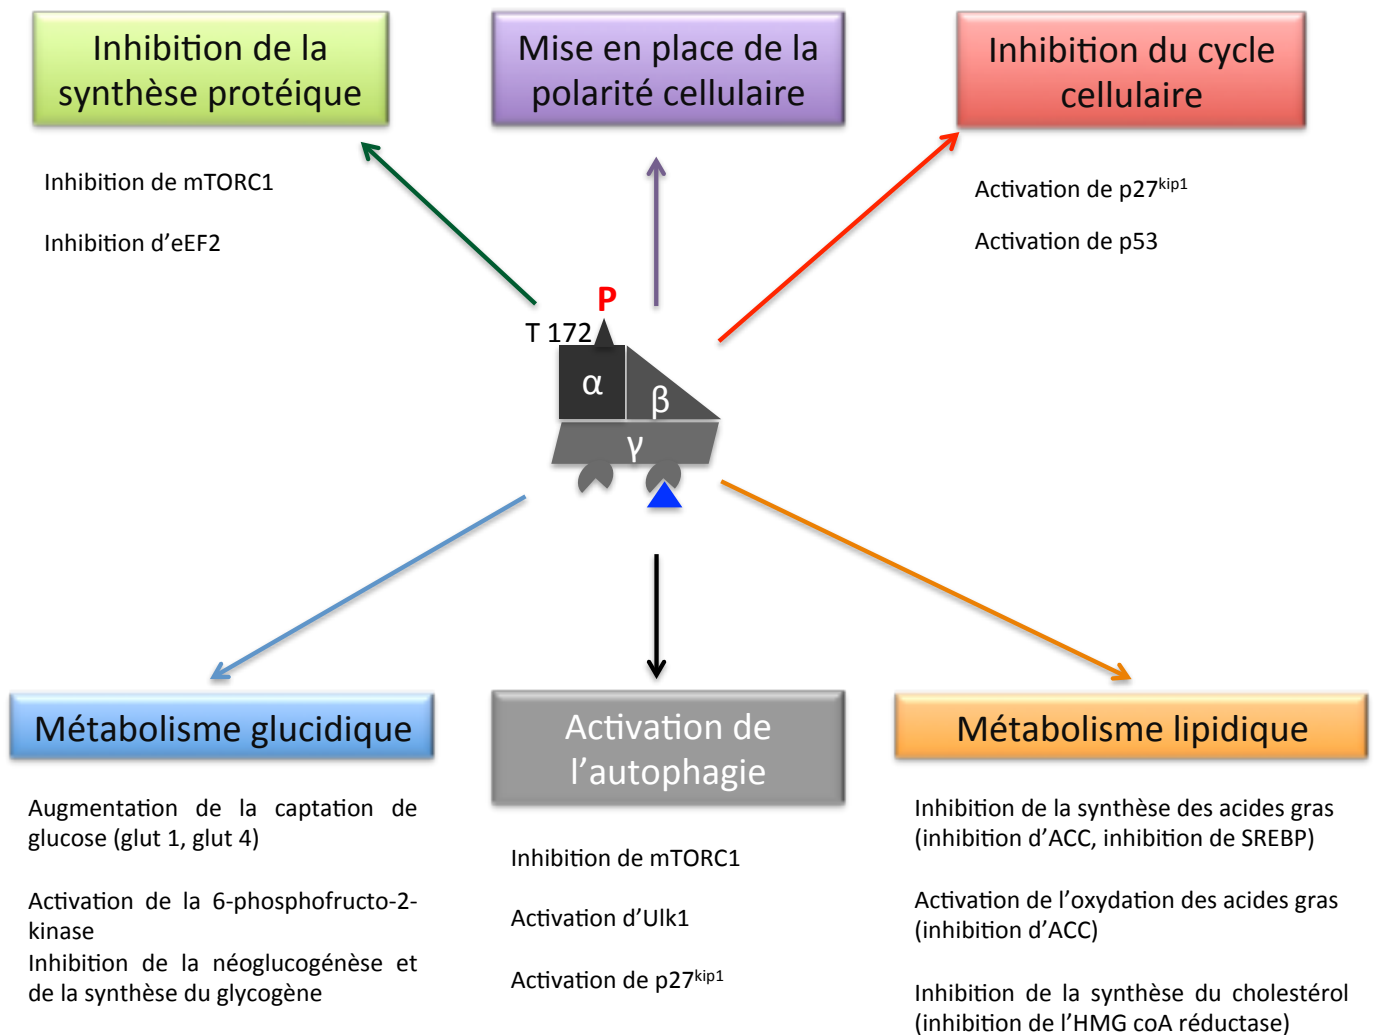 Inhibition de la
synthèse protéique
Mise en place de la
polarité cellulaire
Inhibition du cycle
cellulaire
Inhibition de mTORC1
Inhibition d’eEF2
Activation de p27kip1
Activation de p53
P
T 172
α
β
γ
Métabolisme glucidique
Activation de
l’autophagie
Métabolisme lipidique
Augmentation de la captation de
glucose (glut 1, glut 4)
Activation de la 6-phosphofructo-2-
kinase
Inhibition de la néoglucogénèse et
de la synthèse du glycogène
Inhibition de mTORC1
Activation d’Ulk1
Activation de p27kip1
Inhibition de la synthèse des acides gras
(inhibition d’ACC, inhibition de SREBP)
Activation de l’oxydation des acides gras
(inhibition d’ACC)
Inhibition de la synthèse du cholestérol
(inhibition de l’HMG coA réductase)